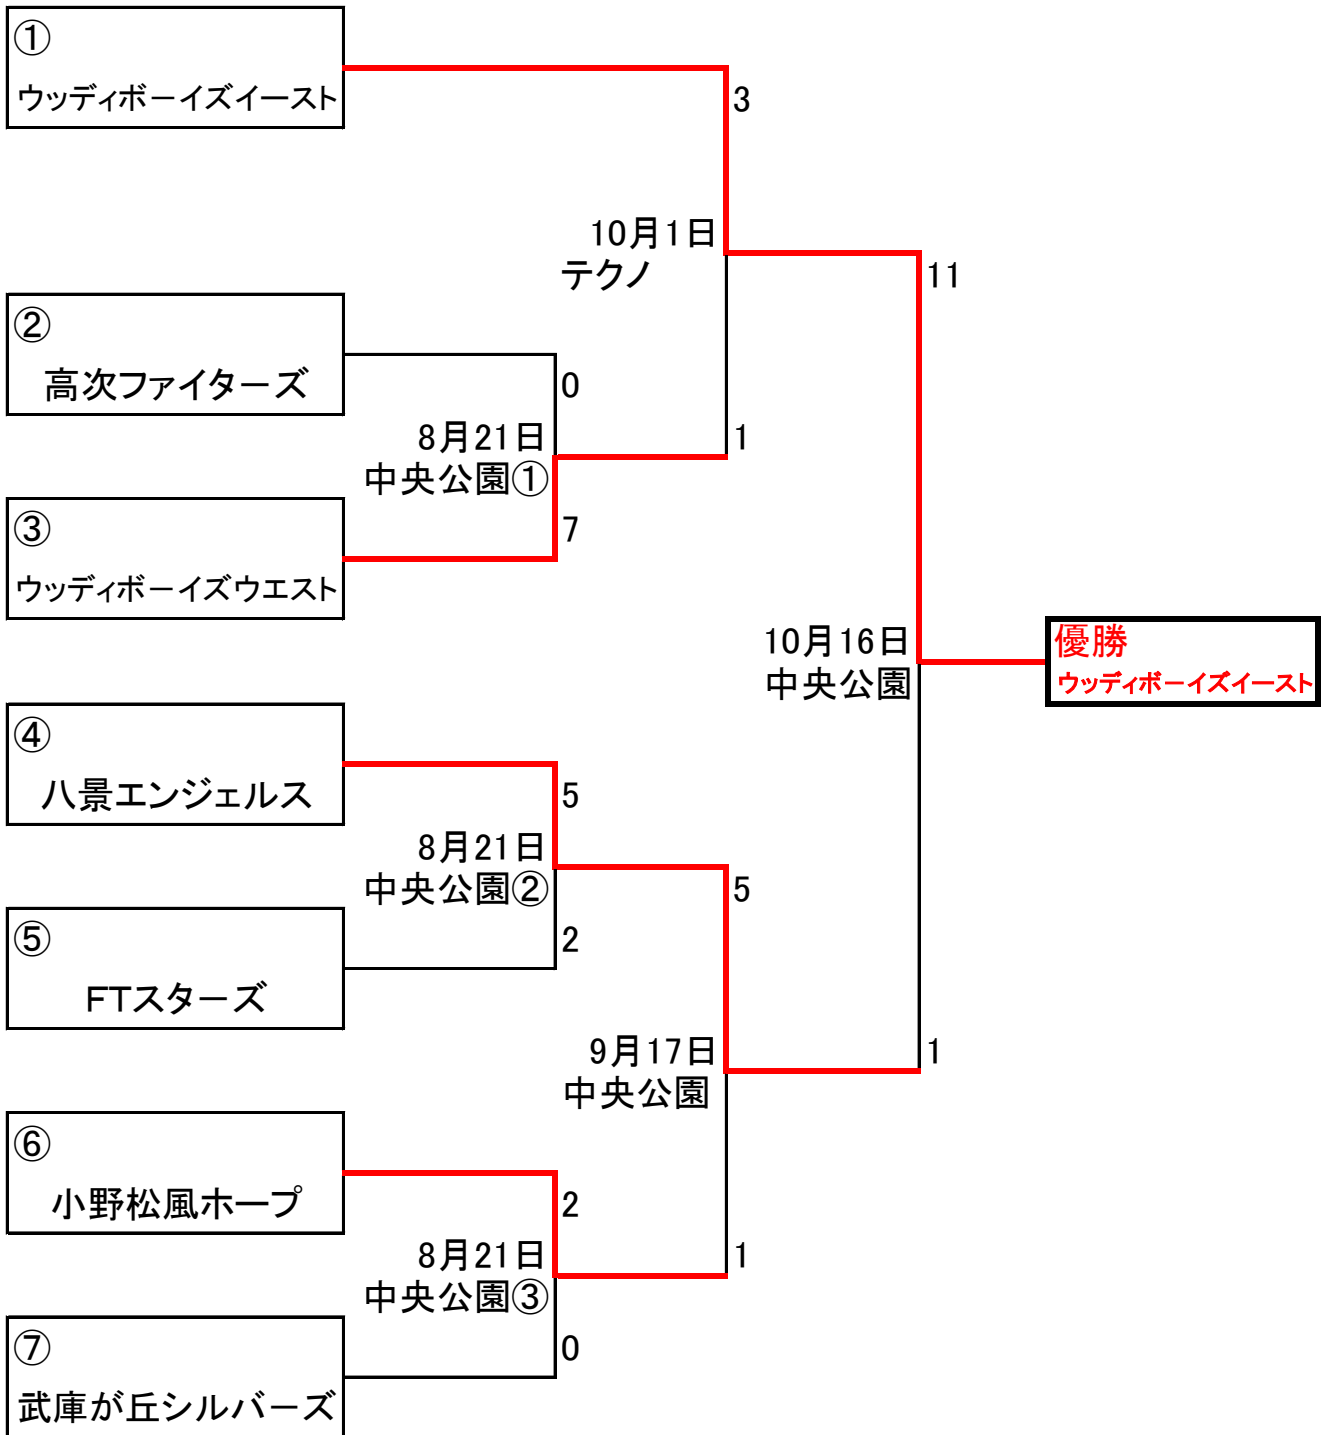 ①
ウッディボーイズイースト
3
10月1日
テクノ
11
②
高次ファイターズ
0
8月21日
中央公園①
1
7
③
ウッディボーイズウエスト
10月16日
中央公園
優勝
ウッディボーイズイースト
④
八景エンジェルス
5
8月21日
中央公園②
5
2
⑤
FTスターズ
9月17日
中央公園
1
⑥
小野松風ホープ
2
8月21日
中央公園③
1
0
⑦
武庫が丘シルバーズ